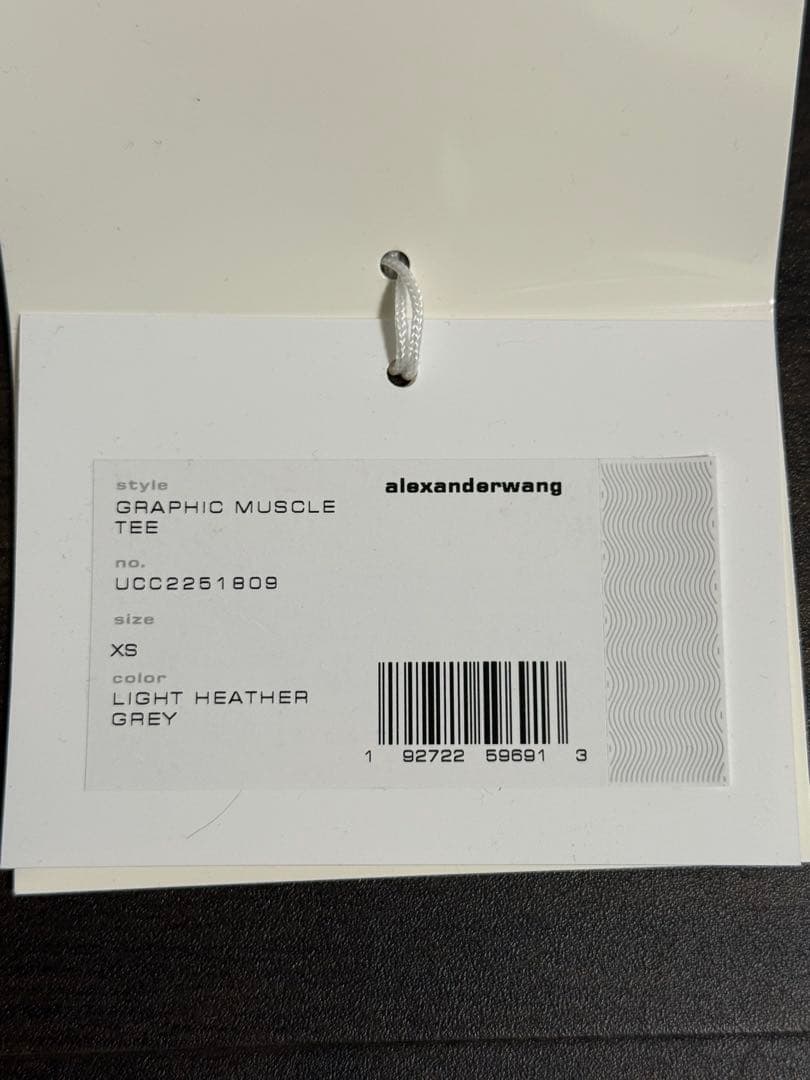 style
GRAPHIC MUSCLE
TEE
alexanderwang
no.
UCC2251809
size
XS
color
LIGHT HEATHER
GREY
1 92722 59691 3